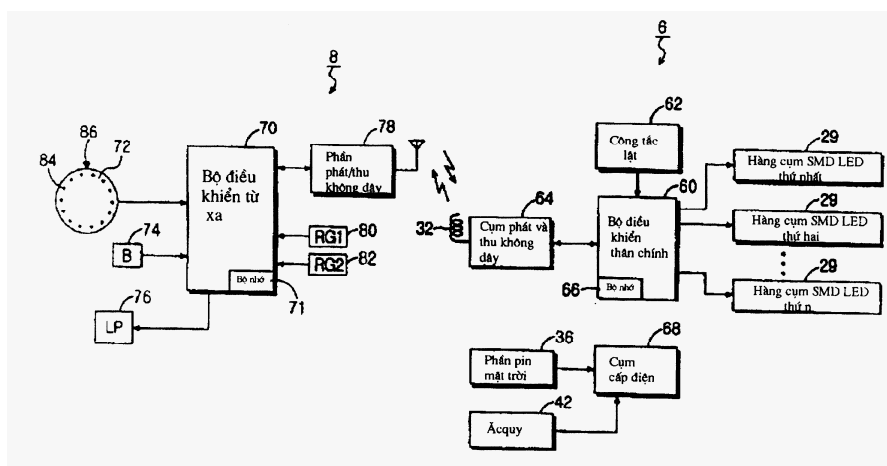 8
6
86
84
72
70
78
Bộ điều
khiển từ
xa
Phần
phát/thu
không dây
74
B
RG1
80
RG2
82
Bộ nhớ
71
76
LP
62
Công tắc
lật
60
64
32
Cụm phát và
thu không
dây
Bộ điều
khiển
thân chính
66
Bộ nhớ
29
Hàng cụm SMD LED
thứ nhất
29
Hàng cụm SMD LED
thứ hai
29
Hàng cụm SMD LED
thứ n
36
Phần pin
mặt trời
68
Cụm
cấp điện
42
Ăcquy